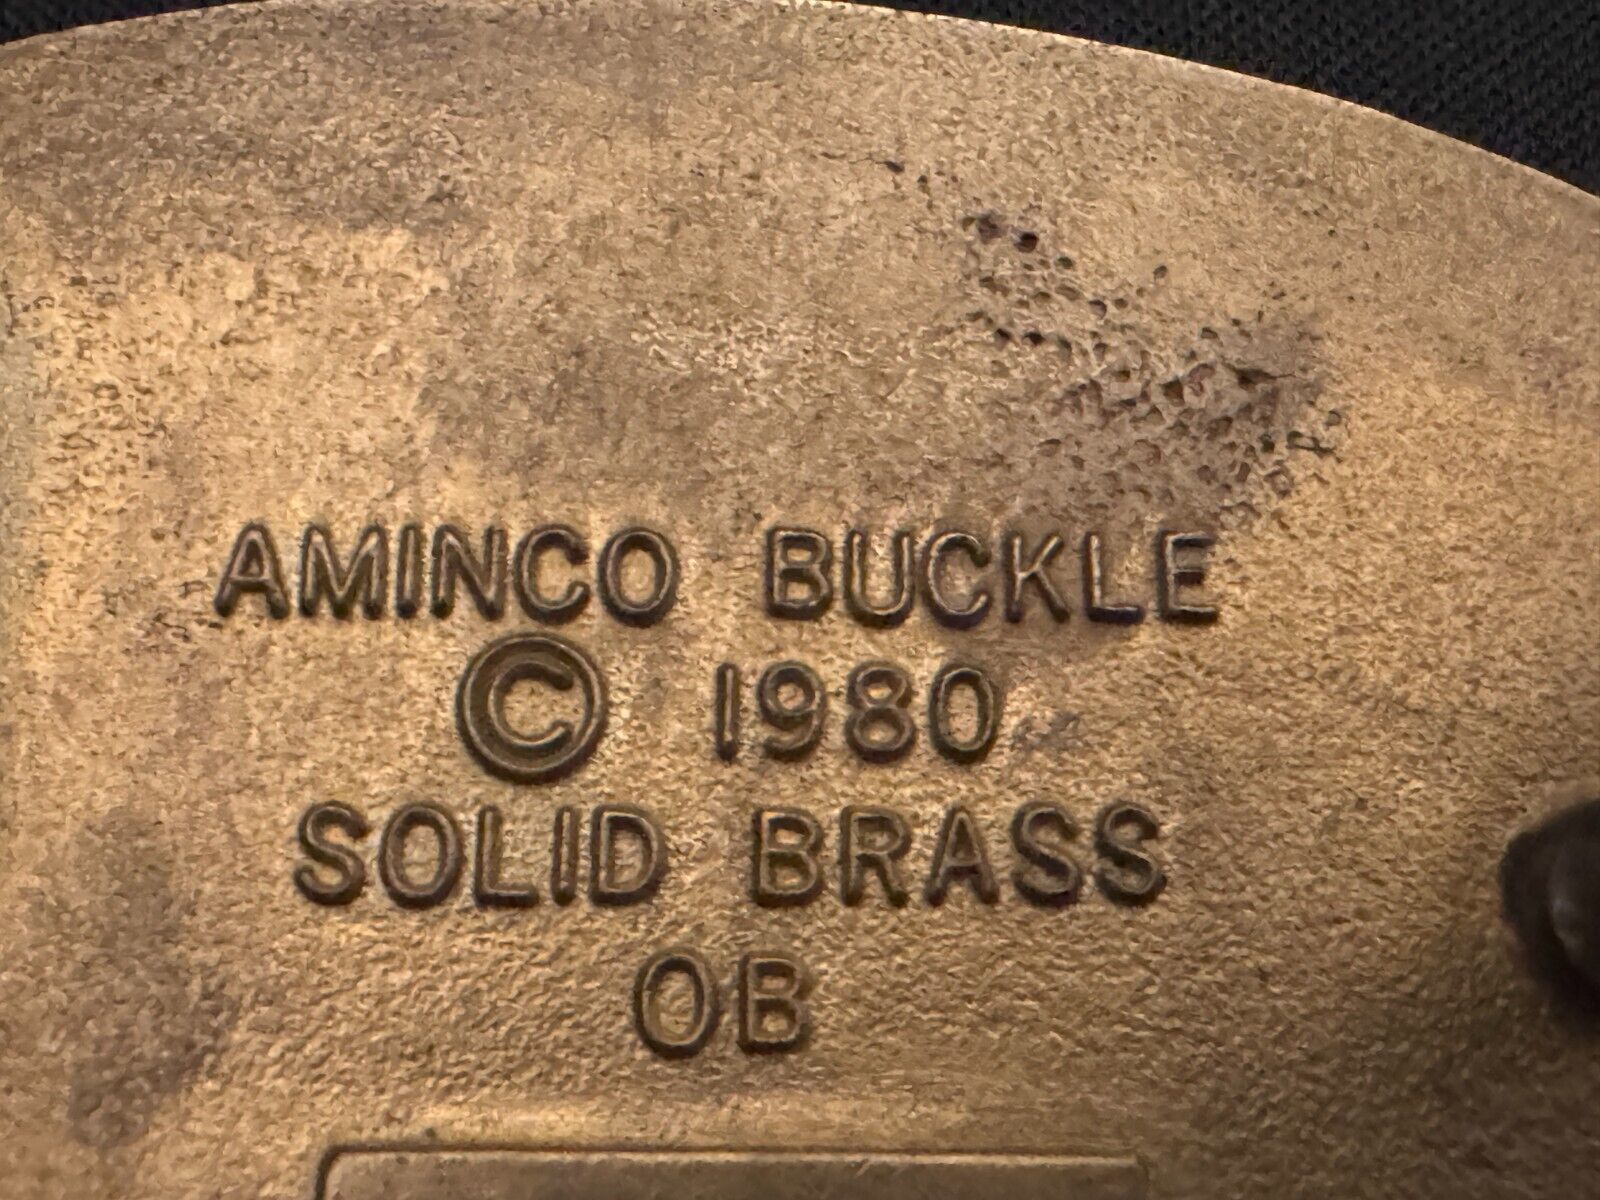 AMINCO BUCKLE
© 1980
SOLID BRASS
OB